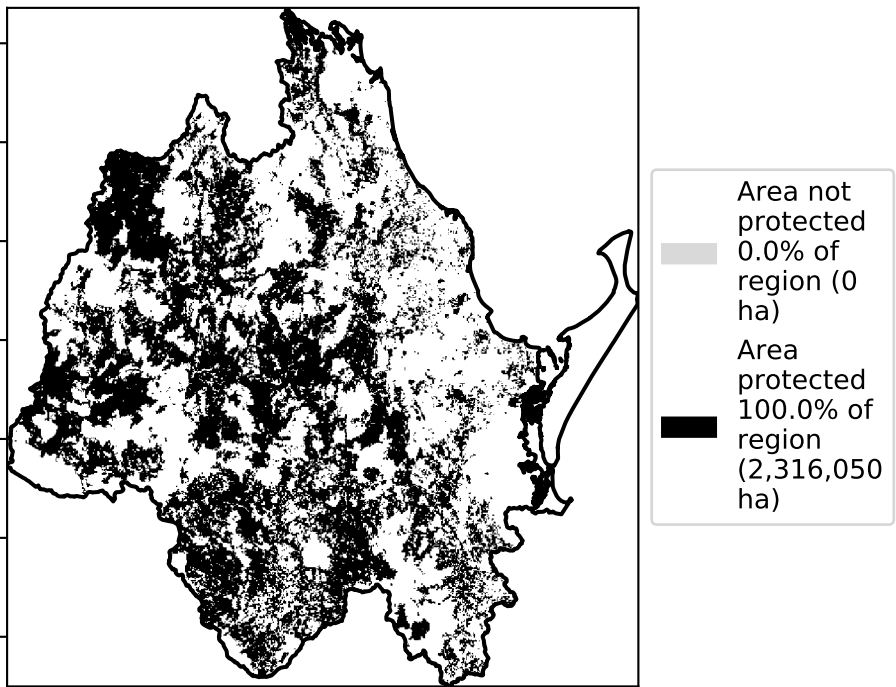 Area not
protected
0.0% of
region (0
ha)
Area
protected
100.0% of
region
(2,316,050
ha)